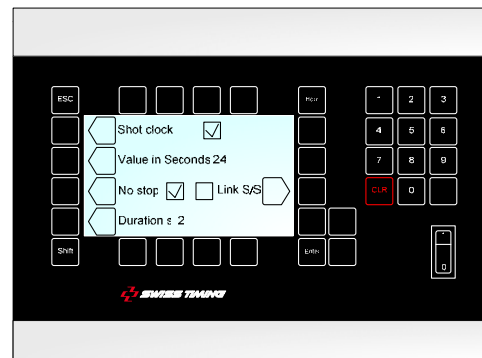 ESC
1 2 3
Shot clock
4 5 6
Value in Seconds 24
7 8 9
No stop Link S/S
CLR 0
Duration s 2
Shift Enter
0
SWISS TIMING